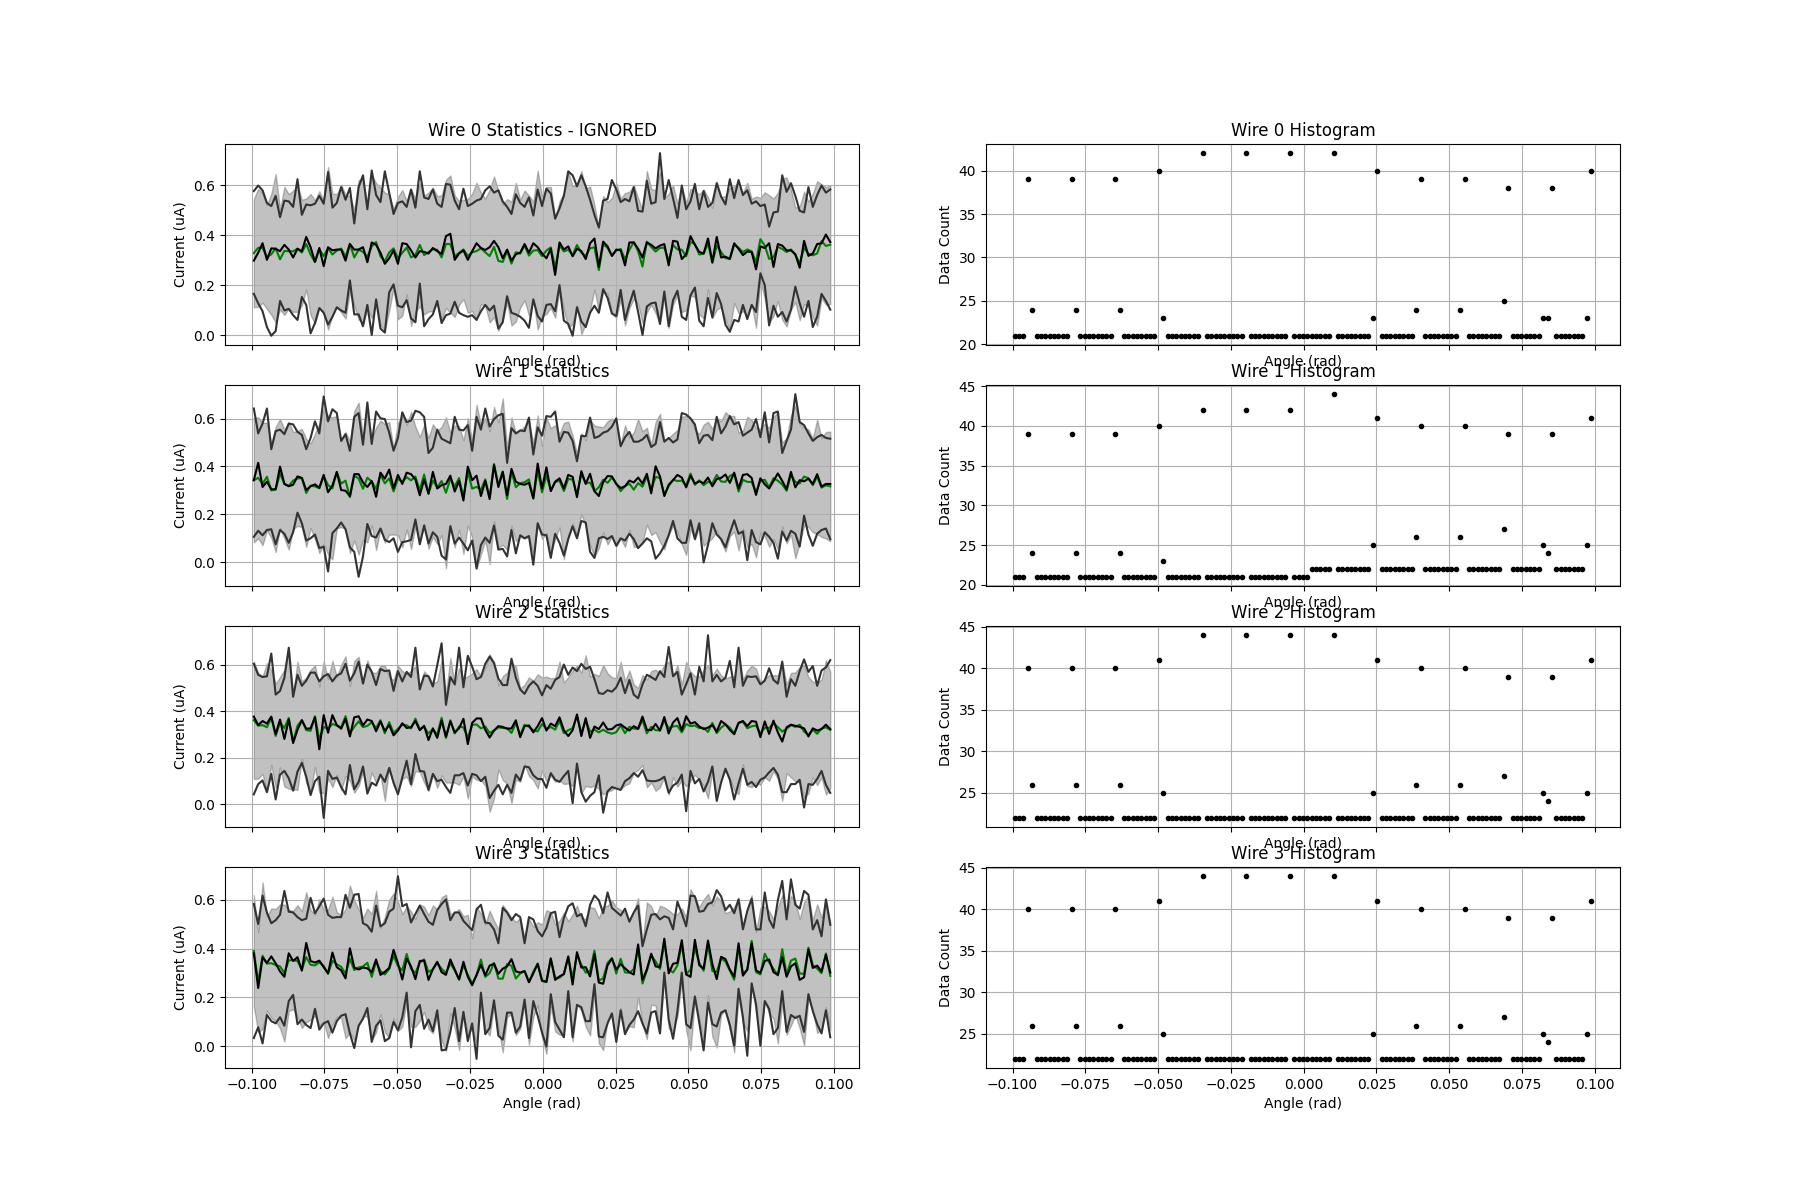 Wire 0 Statistics - IGNORED
Current (uA)
0.6
0.4
0.2
0.0
Angle (rad)
Wire 0 Histogram
Data Count
40
35
30
25
20
Angle (rad)
Wire 1 Statistics
Current (uA)
0.6
0.4
0.2
0.0
Angle (rad)
Wire 1 Histogram
Data Count
45
40
35
30
25
20
Angle (rad)
Wire 2 Statistics
Current (uA)
0.6
0.4
0.2
0.0
Angle (rad)
Wire 2 Histogram
Data Count
45
40
35
30
25
Angle (rad)
Wire 3 Statistics
Current (uA)
0.6
0.4
0.2
0.0
−0.100 −0.075 −0.050 −0.025 0.000 0.025 0.050 0.075 0.100
Angle (rad)
Wire 3 Histogram
Data Count
45
40
35
30
25
−0.100 −0.075 −0.050 −0.025 0.000 0.025 0.050 0.075 0.100
Angle (rad)